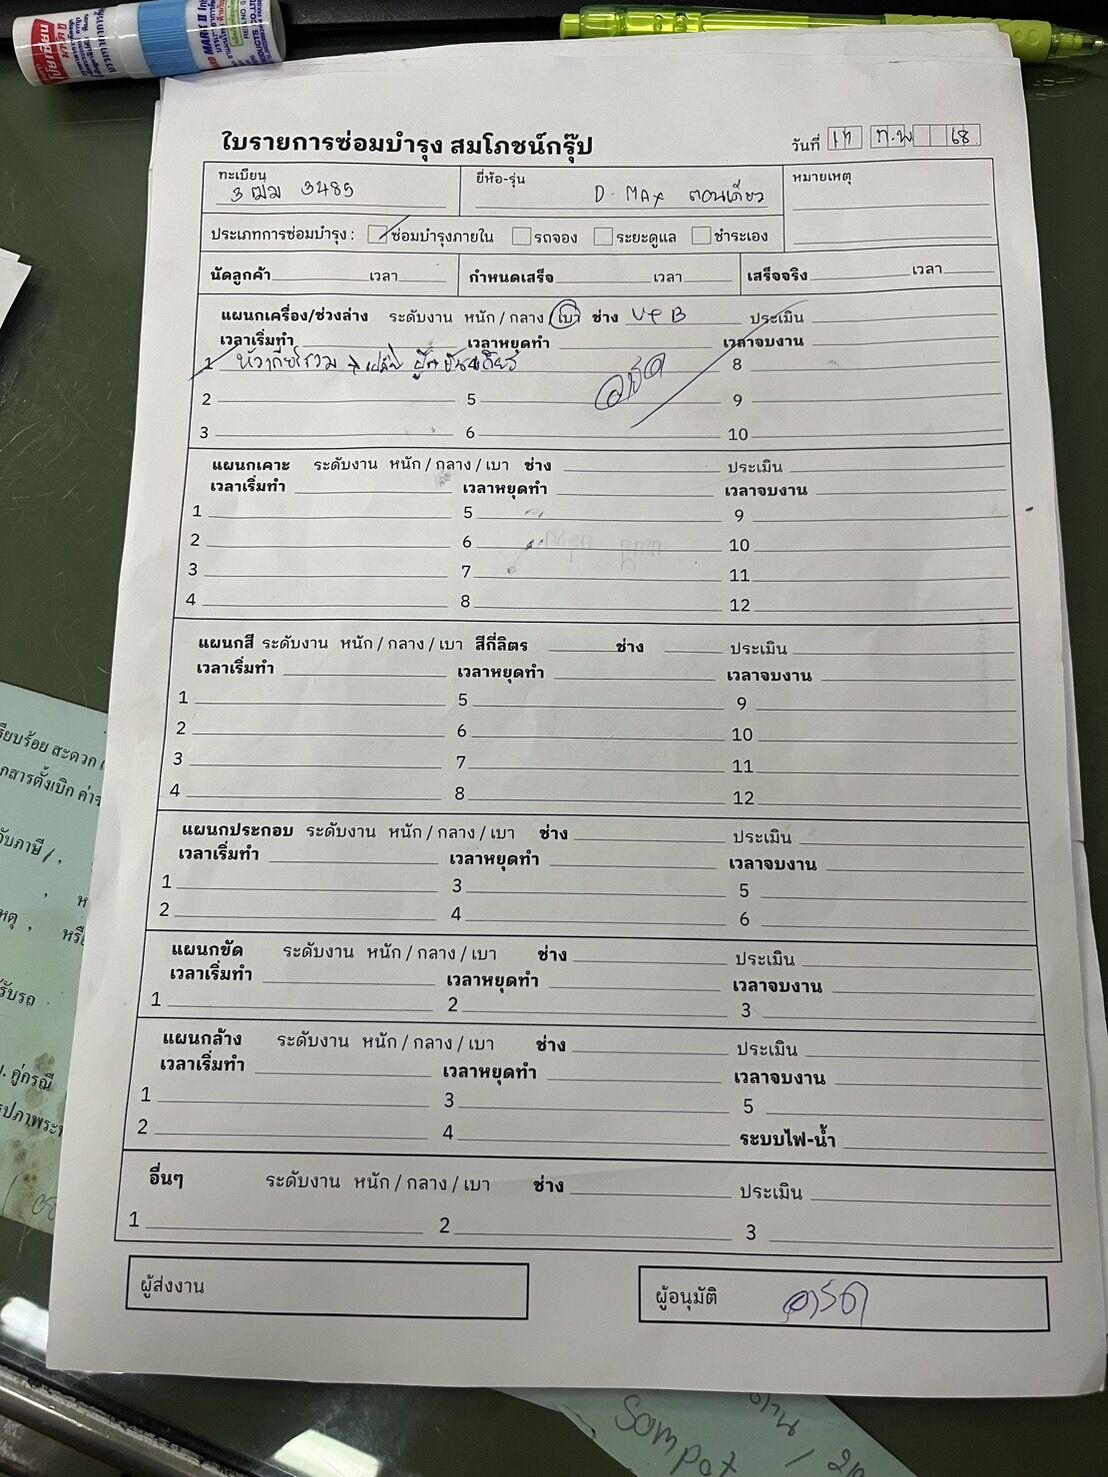 ใบรายการซ่อมบำรุง สมโภชน์กรุ๊ป
วันที่ 17 ก.พ 68
ทะเบียน 3 ฒม 3485 ยี่ห้อ-รุ่น D-MAX ตอนเดียว หมายเหตุ
ประเภทการซ่อมบำรุง : ซ่อมบำรุงภายใน รถจอง ระยะดูแล ชำระเอง
นัดลูกค้า เวลา กำหนดเสร็จ เวลา เสร็จจริง เวลา
แผนกเครื่อง/ช่วงล่าง ระดับงาน หนัก / กลาง / เบา ช่าง ประเมิน
เวลาเริ่มทำ เวลาหยุดทำ เวลาจบงาน
1 8
2 5 9
3 6 10
แผนกเคาะ ระดับงาน หนัก / กลาง / เบา ช่าง ประเมิน
เวลาเริ่มทำ เวลาหยุดทำ เวลาจบงาน
1 5 9
2 6 10
3 7 11
4 8 12
แผนกสี ระดับงาน หนัก / กลาง / เบา สีกี่ลิตร ช่าง ประเมิน
เวลาเริ่มทำ เวลาหยุดทำ เวลาจบงาน
1 5 9
2 6 10
3 7 11
4 8 12
แผนกประกอบ ระดับงาน หนัก / กลาง / เบา ช่าง ประเมิน
เวลาเริ่มทำ เวลาหยุดทำ เวลาจบงาน
1 3 5
2 4 6
แผนกขัด ระดับงาน หนัก / กลาง / เบา ช่าง ประเมิน
เวลาเริ่มทำ เวลาหยุดทำ เวลาจบงาน
1 2 3
แผนกล้าง ระดับงาน หนัก / กลาง / เบา ช่าง ประเมิน
เวลาเริ่มทำ เวลาหยุดทำ เวลาจบงาน
1 3 5
2 4 ระบบไฟ-น้ำ
อื่นๆ ระดับงาน หนัก / กลาง / เบา ช่าง ประเมิน
1 2 3
ผู้ส่งงาน ผู้อนุมัติ
โป๊ยเซียน
รียบร้อย สะดวก
กสารตั้งเบิก
รับรถ
คู่กรณี
Sompot